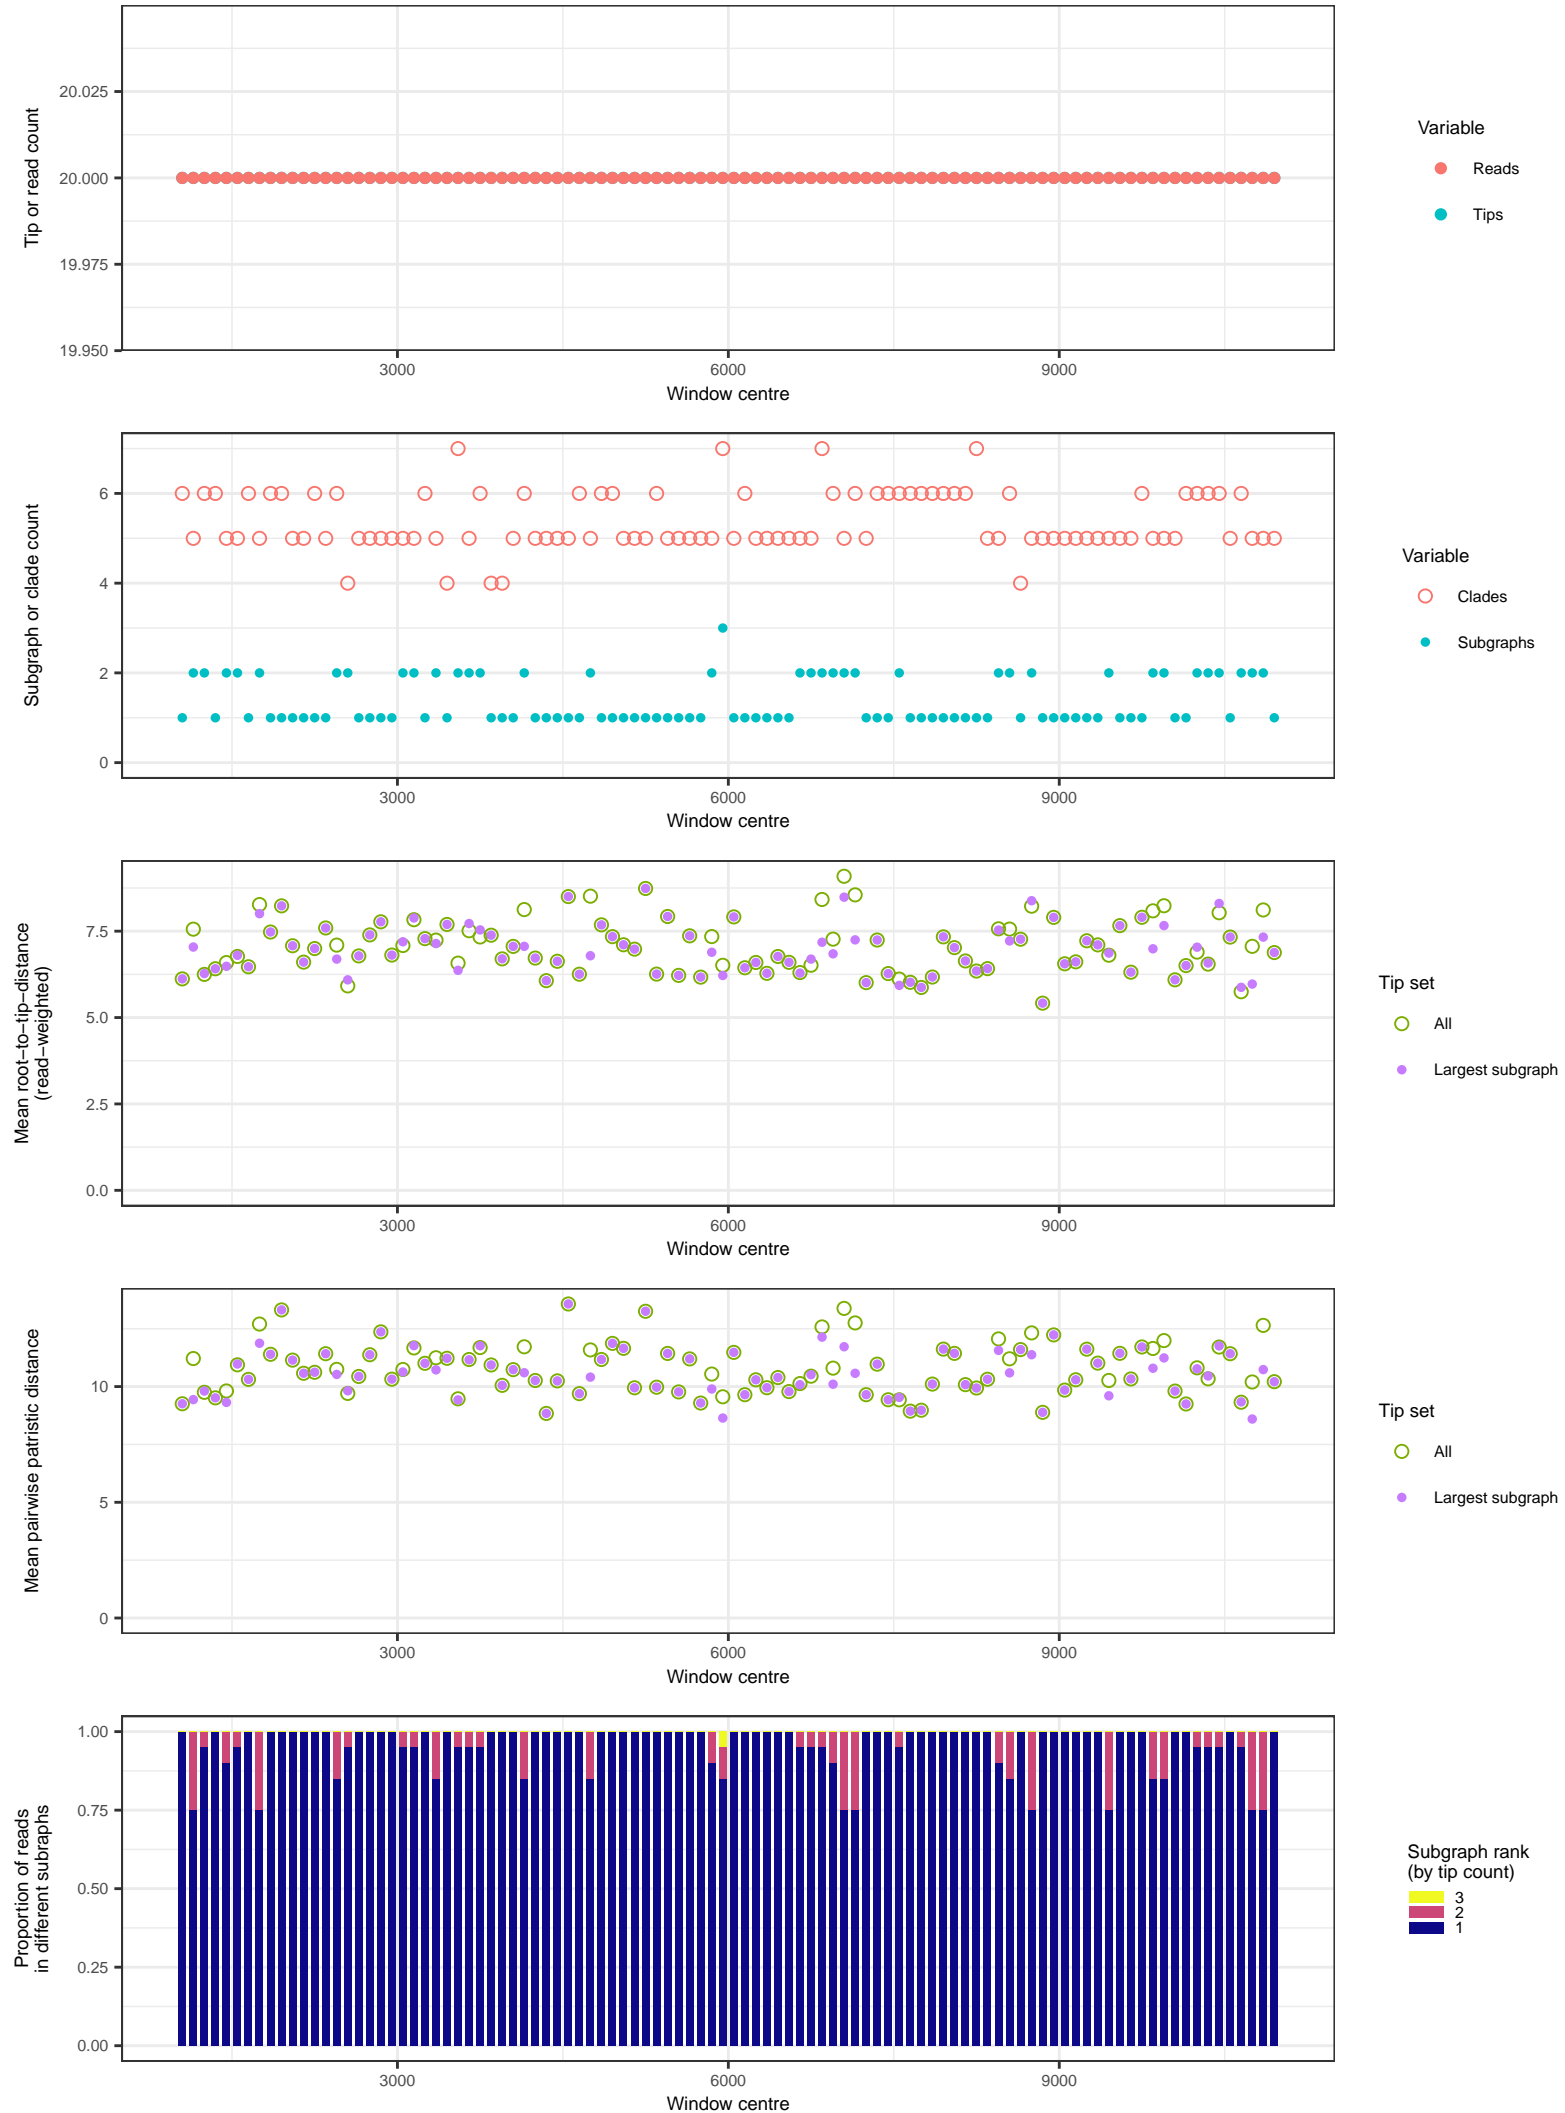 20.025
20.000
19.975
19.950
Tip or read count
3000
6000
9000
Window centre
Variable
Reads
Tips
6
4
2
0
Subgraph or clade count
3000
6000
9000
Window centre
Variable
Clades
Subgraphs
7.5
5.0
2.5
0.0
Mean root−to−tip−distance
(read−weighted)
3000
6000
9000
Window centre
Tip set
All
Largest subgraph
10
5
0
Mean pairwise patristic distance
3000
6000
9000
Window centre
Tip set
All
Largest subgraph
1.00
0.75
0.50
0.25
0.00
Proportion of reads
in different subraphs
3000
6000
9000
Window centre
Subgraph rank
(by tip count)
3
2
1